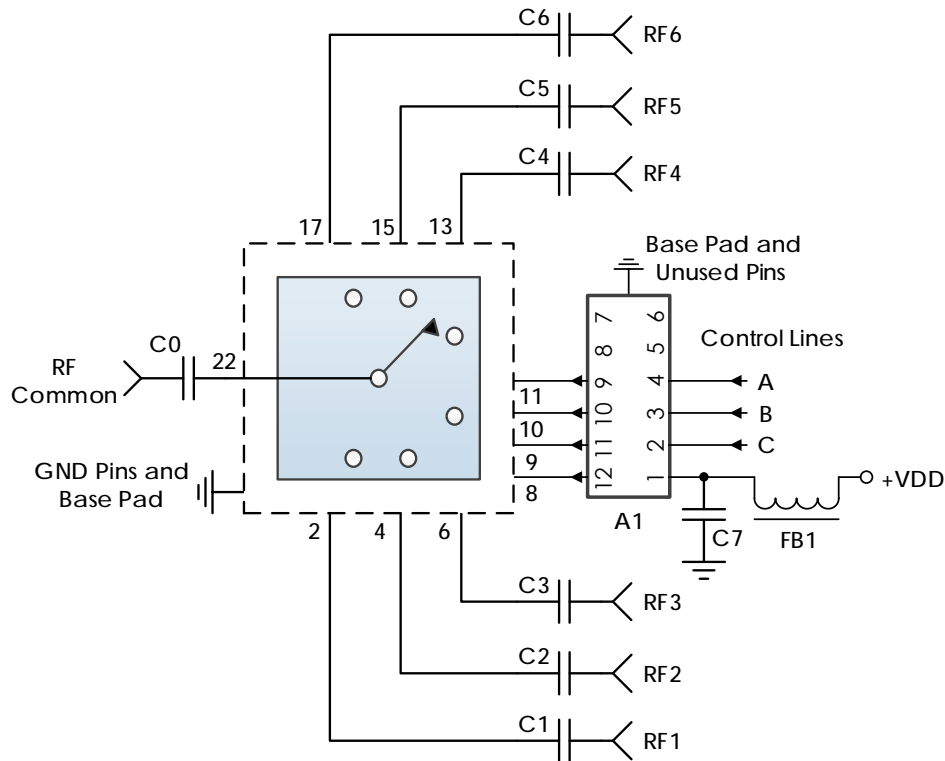 C6
RF6
C5
RF5
C4
RF4
17
15
13
Base Pad and
Unused Pins
7
6
8
5
Control Lines
C0
22
RF
Common
9
4
A
11
10
3
B
10
11
2
C
9
12
1
8
+VDD
GND Pins and
Base Pad
A1
C7
FB1
2
4
6
C3
RF3
C2
RF2
C1
RF1